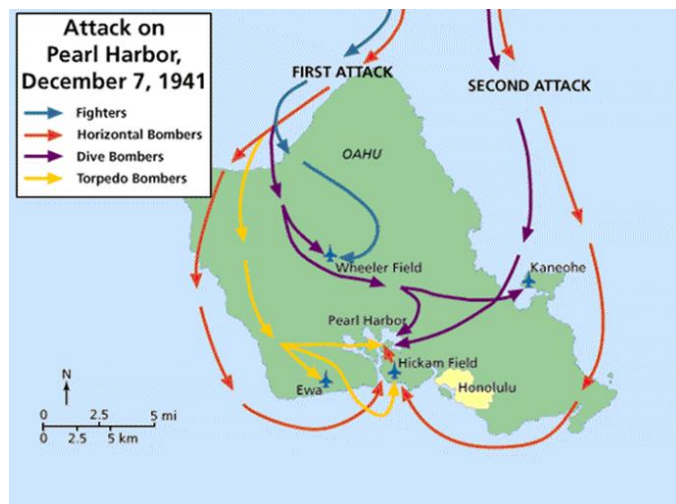 Attack on
Pearl Harbor,
December 7, 1941
Fighters
Horizontal Bombers
Dive Bombers
Torpedo Bombers
FIRST ATTACK
SECOND ATTACK
OAHU
Wheeler Field
Kaneohe
Pearl Harbor
Hickam Field
Ewa
Honolulu
N
0 2.5 5 mi
0 2.5 5 km